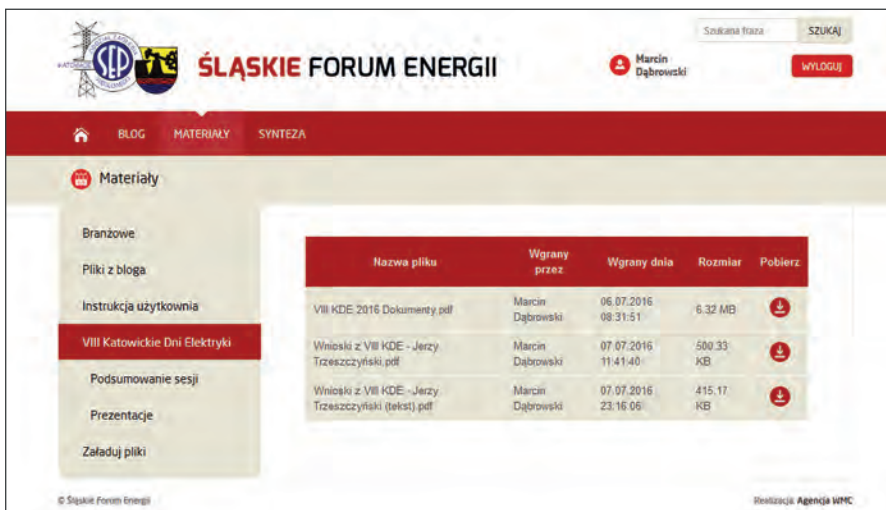 Szukana fraza
SZUKAJ
SEP
ŚLĄSKIE FORUM ENERGII
Marcin
Dąbrowski
WYLOGUJ
BLOG MATERIAŁY SYNTEZA
Materiały
Branżowe
Pliki z bloga
Instrukcja użytkownia
VIII Katowickie Dni Elektryki
Podsumowanie sesji
Prezentacje
Załaduj pliki
Nazwa pliku
Wgrany
przez
Wgrany dnia
Rozmiar
Pobierz
VIII KDE 2016 Dokumenty.pdf
Marcin
Dąbrowski
06.07.2016
08:31:51
6.32 MB
Wnioski z VIII KDE - Jerzy
Trzeszczyński.pdf
Marcin
Dąbrowski
07.07.2016
11:41:40
500.33
KB
Wnioski z VIII KDE - Jerzy
Trzeszczyński (tekst).pdf
Marcin
Dąbrowski
07.07.2016
23:16:06
415.17
KB
© Śląskie Forum Energii
Realizacja: Agencja WMC